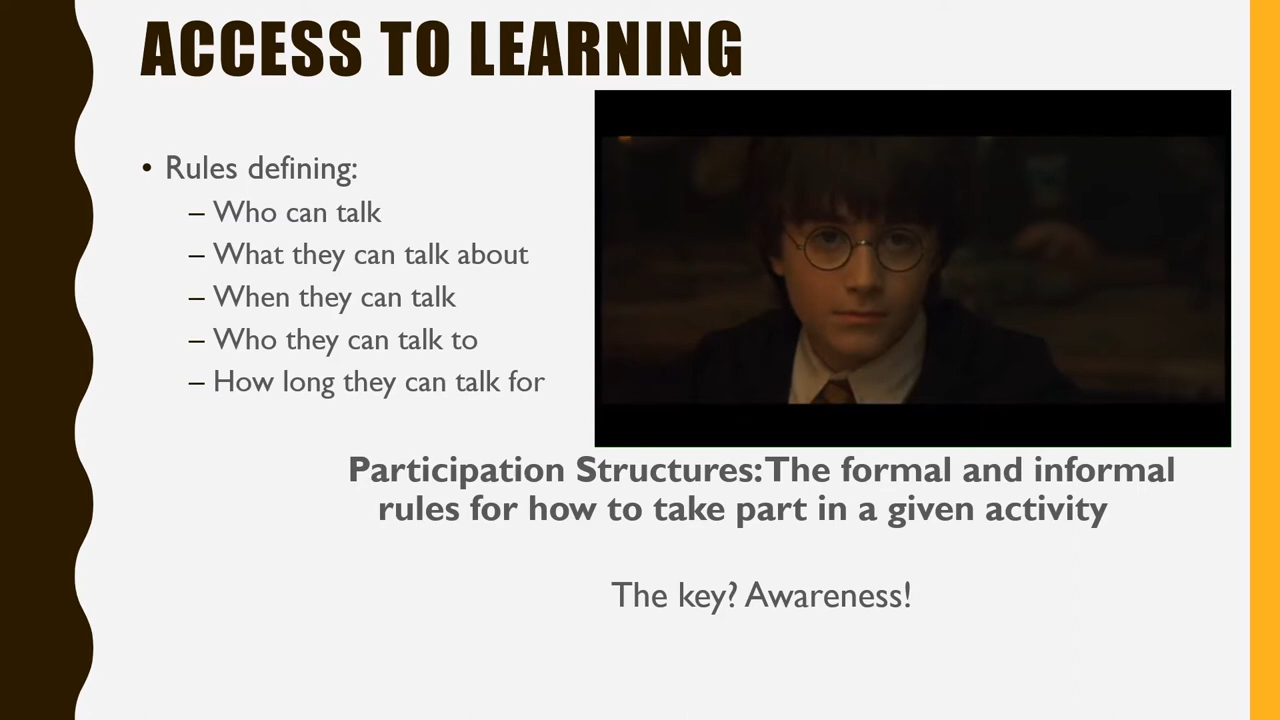 ACCESS TO LEARNING
• Rules defining:
– Who can talk
– What they can talk about
– When they can talk
– Who they can talk to
– How long they can talk for
Participation Structures: The formal and informal
rules for how to take part in a given activity
The key? Awareness!